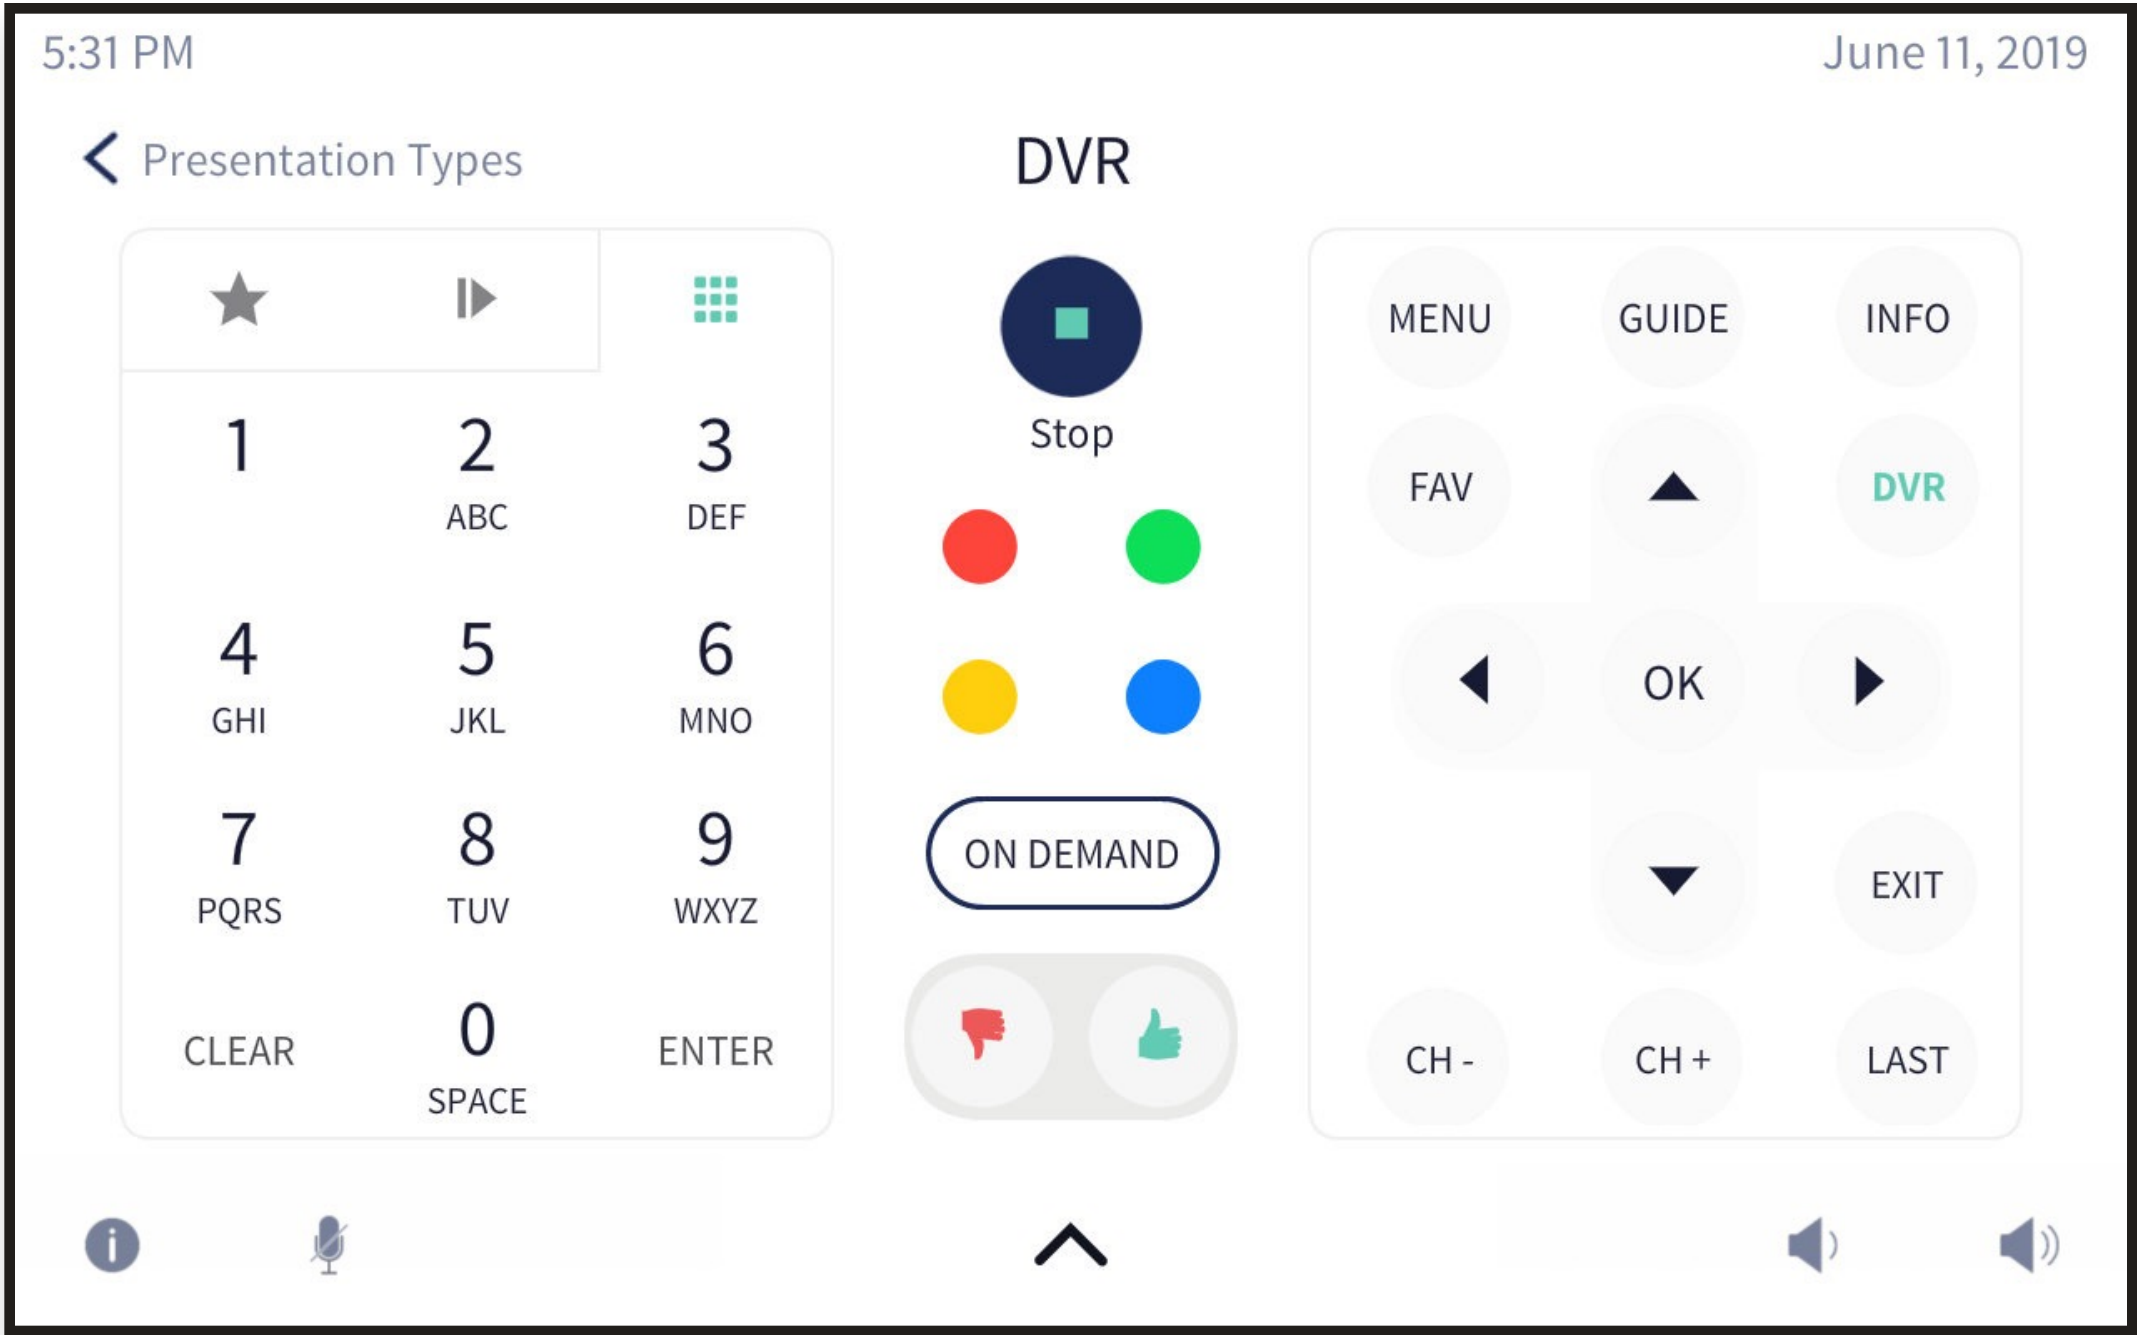 5:31 PM
June 11, 2019
Presentation Types
DVR
1
2
ABC
3
DEF
4
GHI
5
JKL
6
MNO
7
PQRS
8
TUV
9
WXYZ
CLEAR
0
SPACE
ENTER
Stop
ON DEMAND
MENU
GUIDE
INFO
FAV
DVR
OK
EXIT
CH -
CH +
LAST